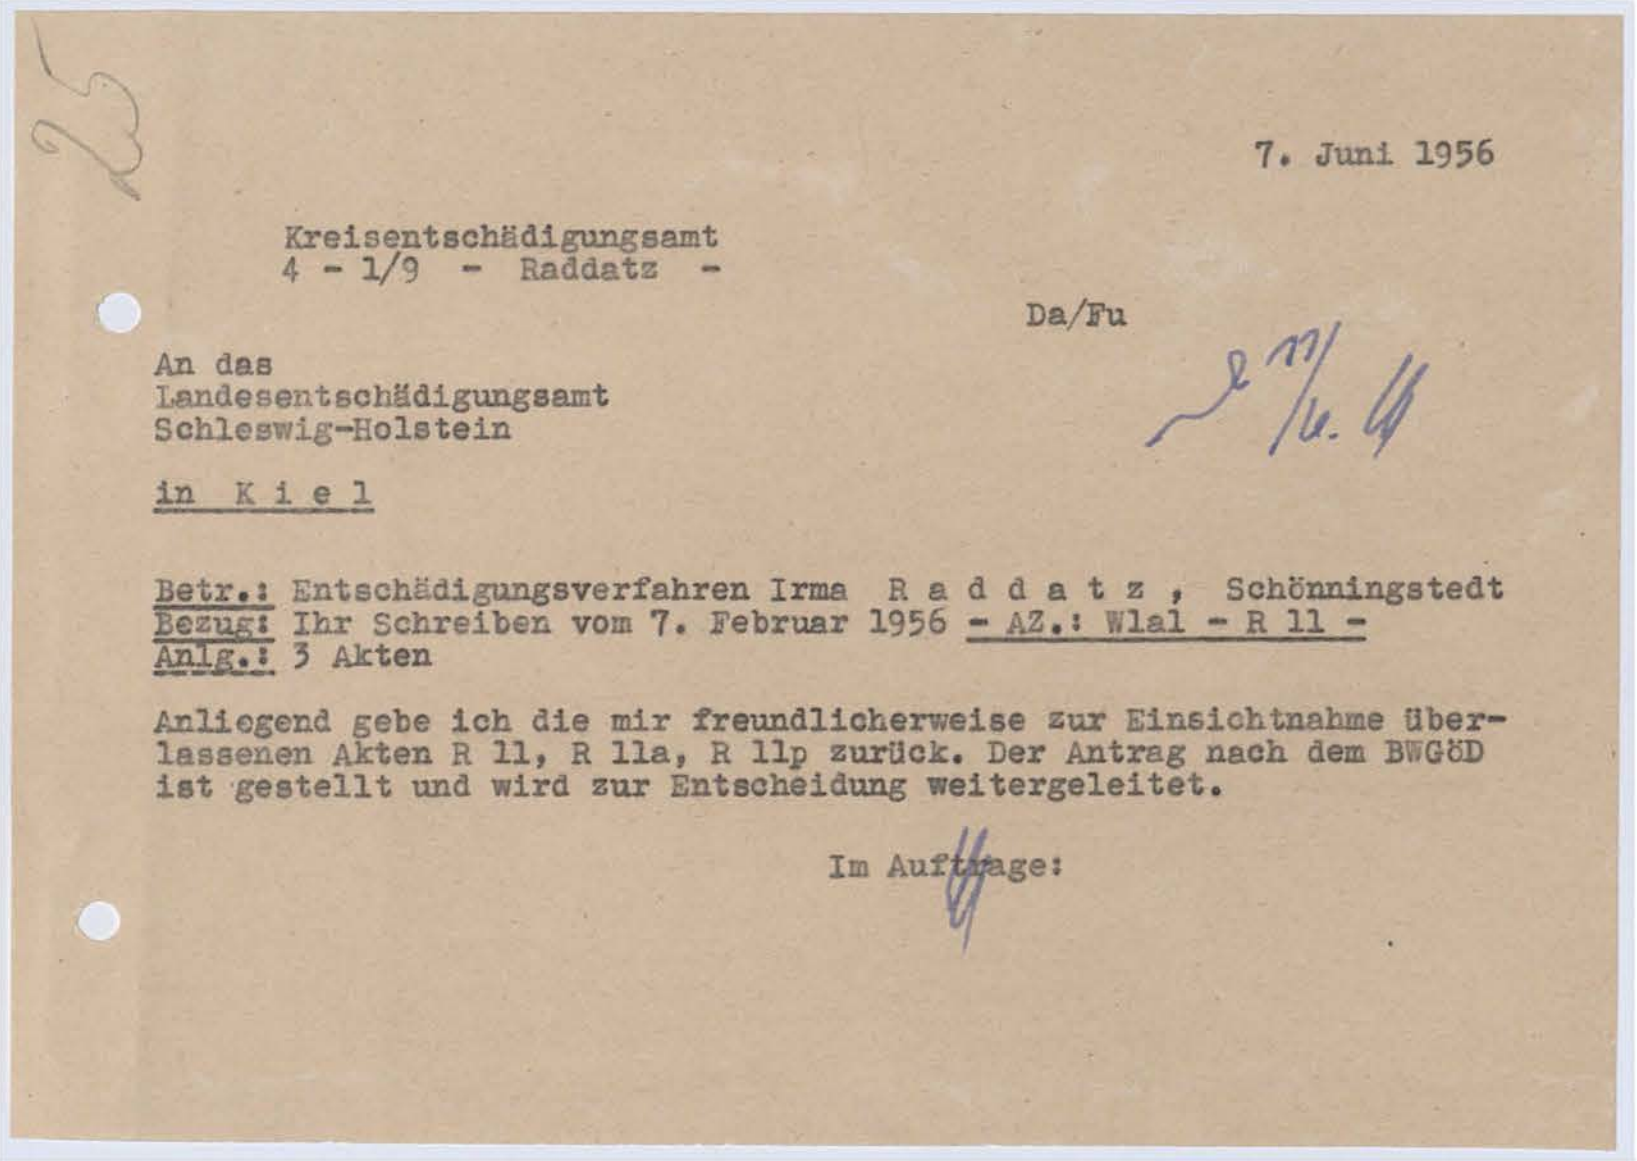 25
7. Juni 1956
Kreisentschädigungsamt
4 - 1/9 - Raddatz -
Da/Fu
An das
Landesentschädigungsamt
Schleswig-Holstein
in K i e l
Betr.: Entschädigungsverfahren Irma R a d d a t z , Schönningstedt
Bezug: Ihr Schreiben vom 7. Februar 1956 - AZ.: W1a1 - R 11 -
Anlg.: 3 Akten
Anliegend gebe ich die mir freundlicherweise zur Einsichtnahme über-
lassenen Akten R 11, R 11a, R 11p zurück. Der Antrag nach dem BWGöD
ist gestellt und wird zur Entscheidung weitergeleitet.
Im Auftrage: